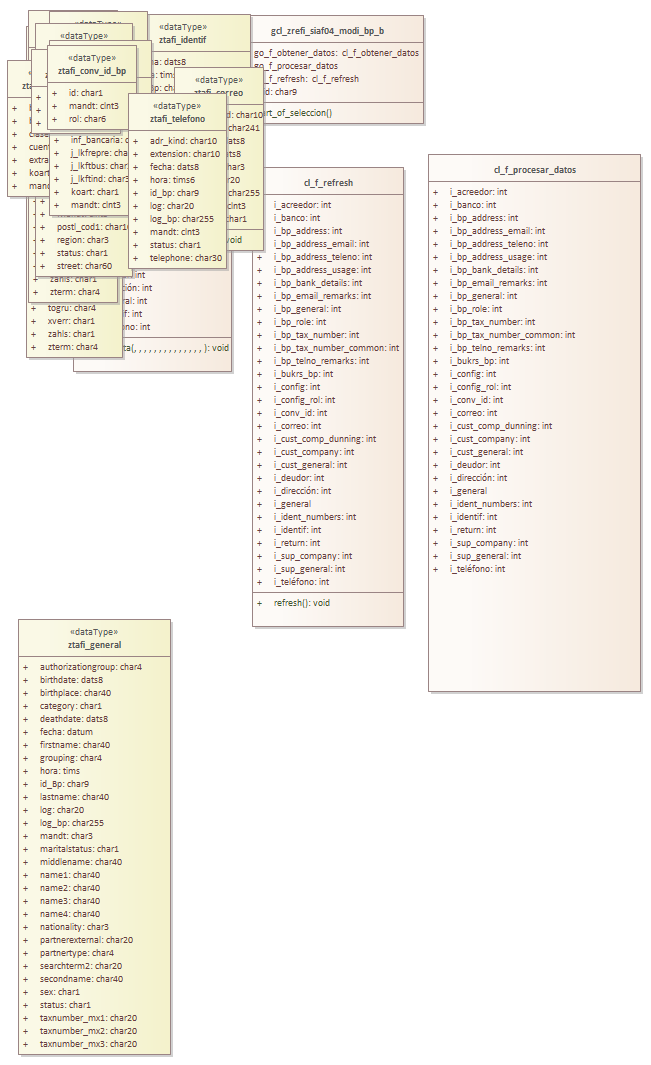 «dataType»
ztafi_identif
gcl_zrefi_siaf04_modi_bp_b
go_f_obtener_datos: cl_f_obtener_datos
go_f_procesar_datos
_f_refresh: cl_f_refresh
id: char9
art_of_seleccion()
«dataType»
ztafi_conv_id_bp
+ id: char1
+ mandt: clnt3
+ rol: char6
«dataType»
«dataType»
ztafi_telefono
+ adr_kind: char10
+ extension: char10
+ fecha: dats8
+ hora: tims6
+ id_bp: char9
+ log: char20
+ log_bp: char255
+ mandt: clnt3
+ status: char1
+ telephone: char30
inf_bancaria:
j_lkfrepre:
j_lkftbus:
j_lkftind:
+ koart: char1
+ mandt: clnt3
+ postl_cod1:
+ region: char3
+ status: char1
+ street: char60
+ zterm: char4
togru: char4
+ xverr: char1
+ zahls: char1
+ zterm: char4
cl_f_refresh
i_acreedor: int
i_banco: int
i_bp_address: int
i_bp_address_email: int
i_bp_address_teleno: int
+ i_bp_address_usage: int
+ i_bp_bank_details: int
+ i_bp_email_remarks: int
+ i_bp_general: int
+ i_bp_role: int
+ i_bp_tax_number: int
+ i_bp_tax_number_common: int
+ i_bp_telno_remarks: int
+ i_bukrs_bp: int
+ i_config: int
+ i_config_rol: int
+ i_conv_id: int
+ i_correo: int
+ i_cust_comp_dunning: int
+ i_cust_company: int
+ i_cust_general: int
+ i_deudor: int
+ i_dirección: int
+ i_general
+ i_ident_numbers: int
+ i_identif: int
+ i_return: int
+ i_sup_company: int
+ i_sup_general: int
+ i_teléfono: int
+ refresh(): void
cl_f_procesar_datos
+ i_acreedor: int
+ i_banco: int
+ i_bp_address: int
+ i_bp_address_email: int
+ i_bp_address_teleno: int
+ i_bp_address_usage: int
+ i_bp_bank_details: int
+ i_bp_email_remarks: int
+ i_bp_general: int
+ i_bp_role: int
+ i_bp_tax_number: int
+ i_bp_tax_number_common: int
+ i_bp_telno_remarks: int
+ i_bukrs_bp: int
+ i_config: int
+ i_config_rol: int
+ i_conv_id: int
+ i_correo: int
+ i_cust_comp_dunning: int
+ i_cust_company: int
+ i_cust_general: int
+ i_deudor: int
+ i_dirección: int
+ i_general
+ i_ident_numbers: int
+ i_identif: int
+ i_return: int
+ i_sup_company: int
+ i_sup_general: int
+ i_teléfono: int
«dataType»
ztafi_general
+ authorizationgroup: char4
+ birthdate: dats8
+ birthplace: char40
+ category: char1
+ deathdate: dats8
+ fecha: datum
+ firstname: char40
+ grouping: char4
+ hora: tims
+ id_Bp: char9
+ lastname: char40
+ log: char20
+ log_bp: char255
+ mandt: char3
+ maritalstatus: char1
+ middlename: char40
+ name1: char40
+ name2: char40
+ name3: char40
+ name4: char40
+ nationality: char3
+ partnerexternal: char20
+ partnertype: char4
+ searchterm2: char20
+ secondname: char40
+ sex: char1
+ status: char1
+ taxnumber_mx1: char20
+ taxnumber_mx2: char20
+ taxnumber_mx3: char20